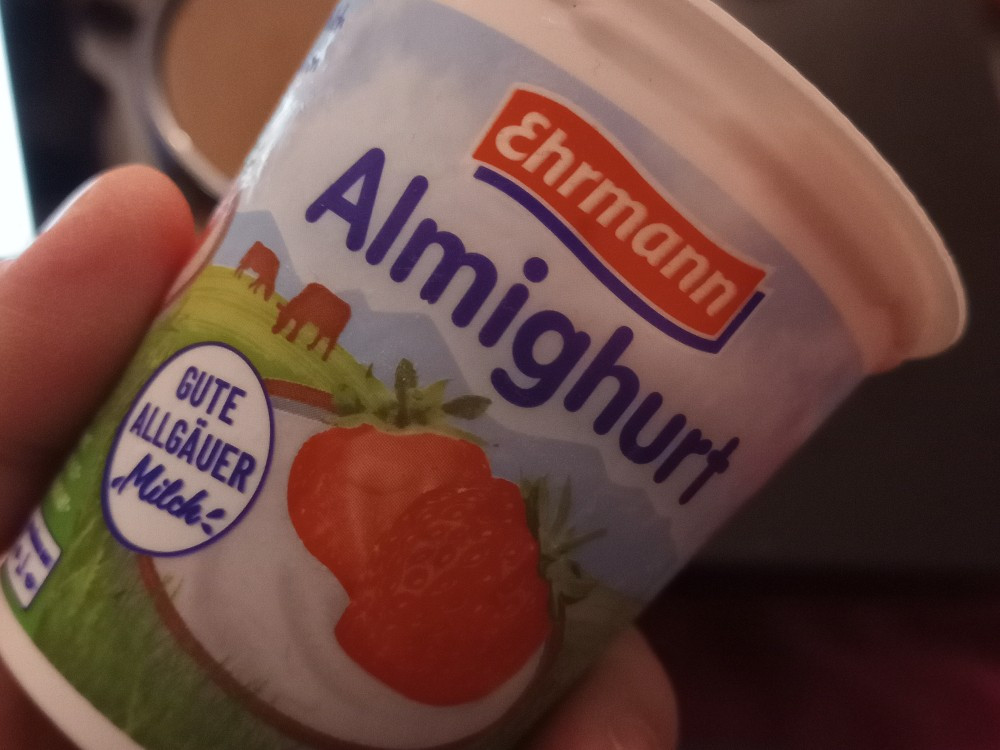 Ehrmann
Almighurt
GUTE
ALLGÄUER
Milch